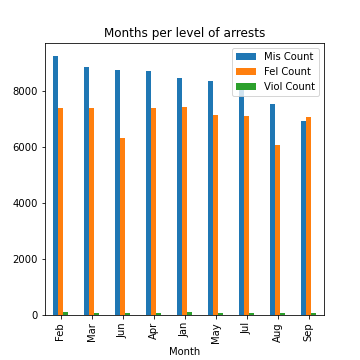 Months per level of arrests
Mis Count
Fel Count
Viol Count
8000
6000
4000
2000
0
Feb
Mar
Jun
Apr
Jan
May
Jul
Aug
Sep
Month